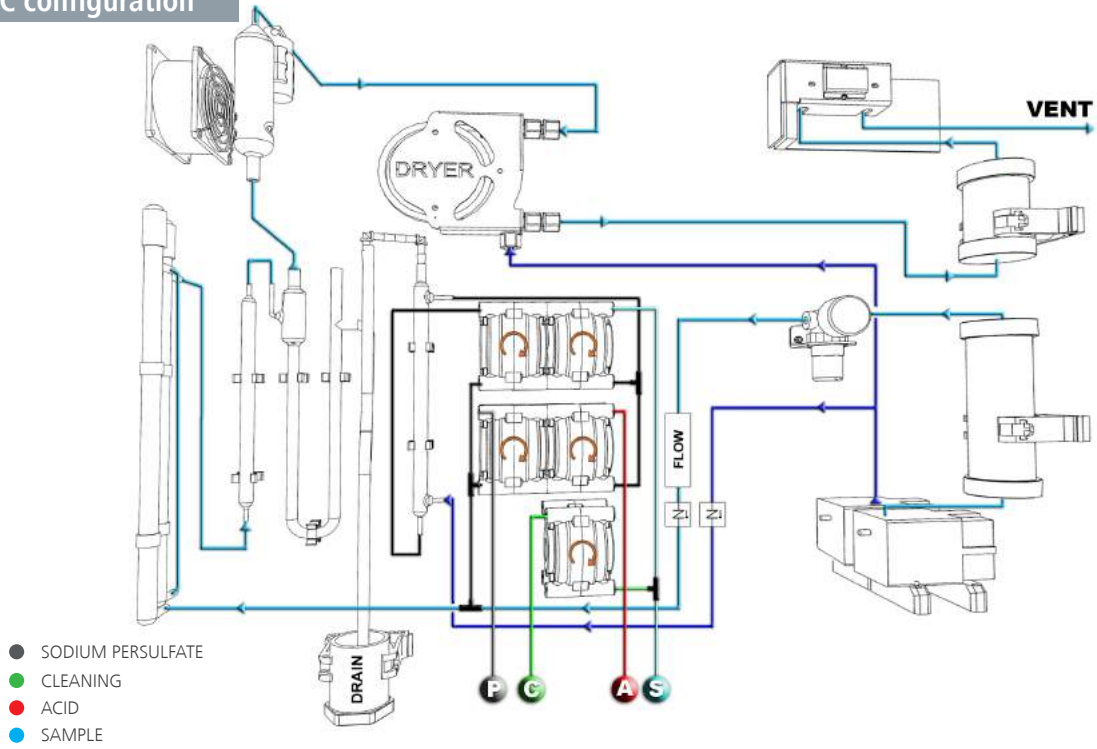 C configuration
VENT
DRYER
FLOW
N
N
P
C
A
S
DRAIN
SODIUM PERSULFATE
CLEANING
ACID
SAMPLE